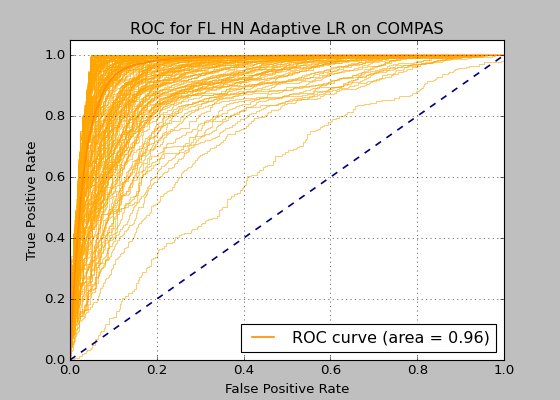 ROC for FL HN Adaptive LR on COMPAS
True Positive Rate
1.0
0.8
0.6
0.4
0.2
0.0
ROC curve (area = 0.96)
0.0 0.2 0.4 0.6 0.8 1.0
False Positive Rate